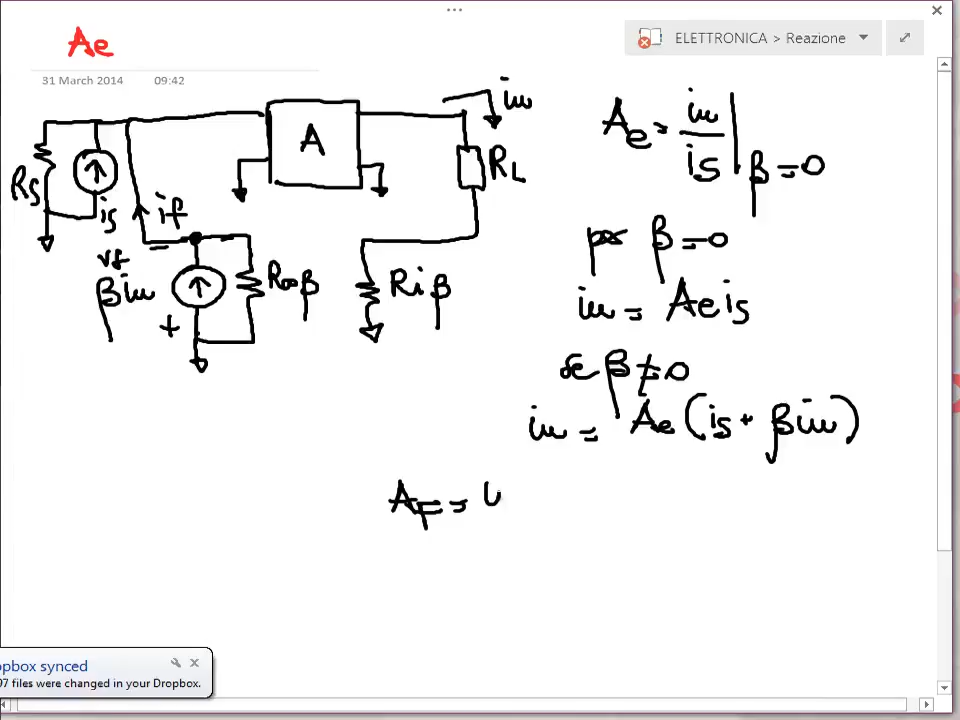 Ae
ELETTRONICA > Reazione
31 March 2014 09:42
iu
A
RL
Rs
is
if
vf
βiu
+
Roβ
Riβ
Ae = iu/is | β=0
per β=0
iu = Ae is
se β≠0
iu = Ae (is + βiu)
AF = 
opbox synced
97 files were changed in your Dropbox.